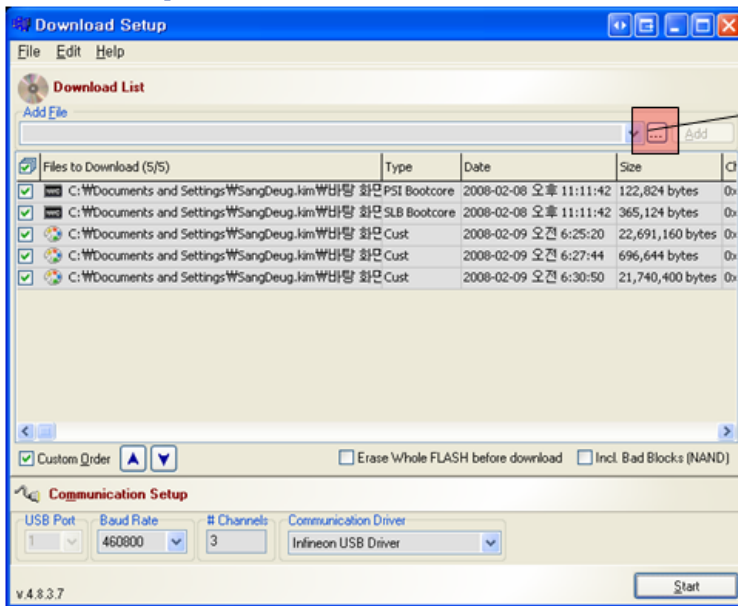 Download Setup
File Edit Help
Download List
Add File
... Add
Files to Download (5/5) Type Date Size
C:₩Documents and Settings₩SangDeug.kim₩바탕 화면 PSI Bootcore 2008-02-08 오후 11:11:42 122,824 bytes 0x
C:₩Documents and Settings₩SangDeug.kim₩바탕 화면 SLB Bootcore 2008-02-08 오후 11:11:42 365,124 bytes 0x
C:₩Documents and Settings₩SangDeug.kim₩바탕 화면 Cust 2008-02-09 오전 6:25:20 22,691,160 bytes 0x
C:₩Documents and Settings₩SangDeug.kim₩바탕 화면 Cust 2008-02-09 오전 6:27:44 696,644 bytes 0x
C:₩Documents and Settings₩SangDeug.kim₩바탕 화면 Cust 2008-02-09 오전 6:30:50 21,740,400 bytes 0x
Custom Order Erase Whole FLASH before download Incl. Bad Blocks (NAND)
Communication Setup
USB Port Baud Rate # Channels Communication Driver
1 460800 3 Infineon USB Driver
v.4.8.3.7 Start